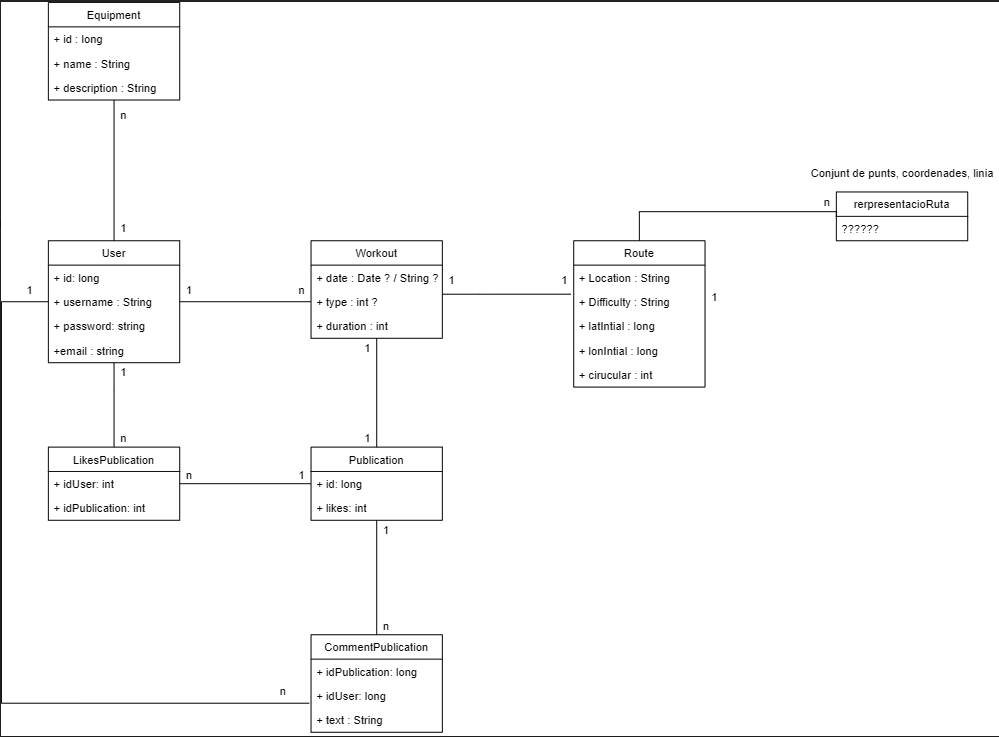 Equipment
+ id : long
+ name : String
+ description : String
n
1
Conjunt de punts, coordenades, linia
n
rerpresentacioRuta
??????
User
+ id: long
+ username : String
+ password: string
+email : string
1
1
n
Workout
+ date : Date ? / String ?
+ type : int ?
+ duration : int
1
1
Route
+ Location : String
+ Difficulty : String
+ latIntial : long
+ lonIntial : long
+ cirucular : int
1
1
n
1
1
LikesPublication
+ idUser: int
+ idPublication: int
n
1
Publication
+ id: long
+ likes: int
1
n
CommentPublication
+ idPublication: long
+ idUser: long
+ text : String
n